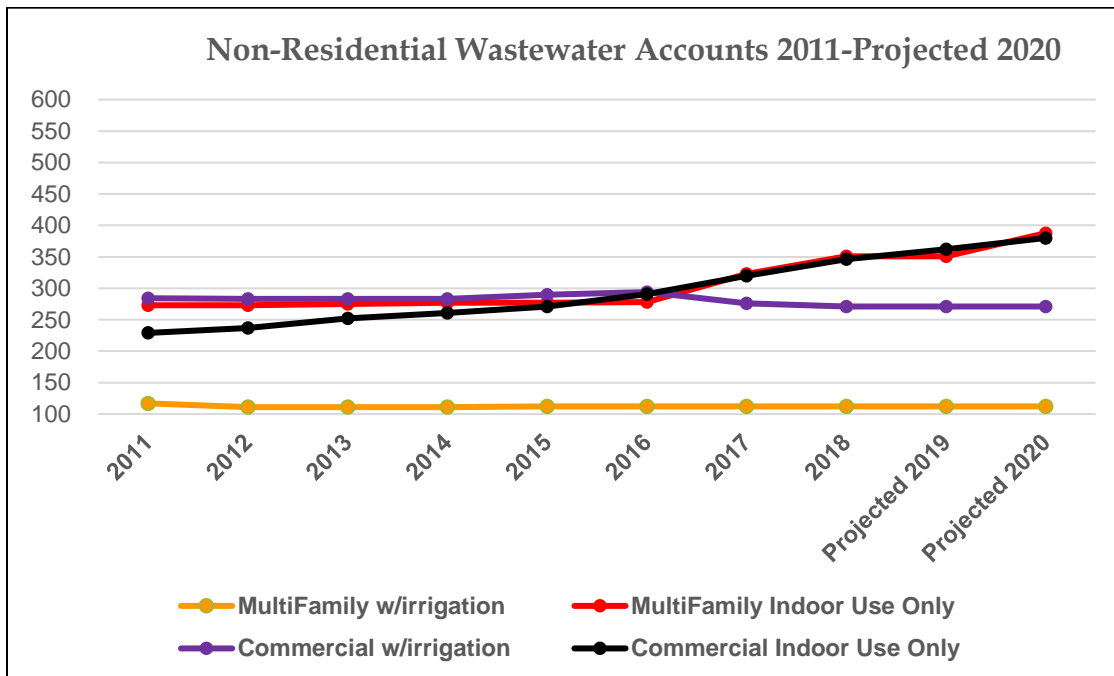 Non-Residential Wastewater Accounts 2011-Projected 2020
600
550
500
450
400
350
300
250
200
150
100
2011
2012
2013
2014
2015
2016
2017
2018
Projected 2019
Projected 2020
MultiFamily w/irrigation
MultiFamily Indoor Use Only
Commercial w/irrigation
Commercial Indoor Use Only